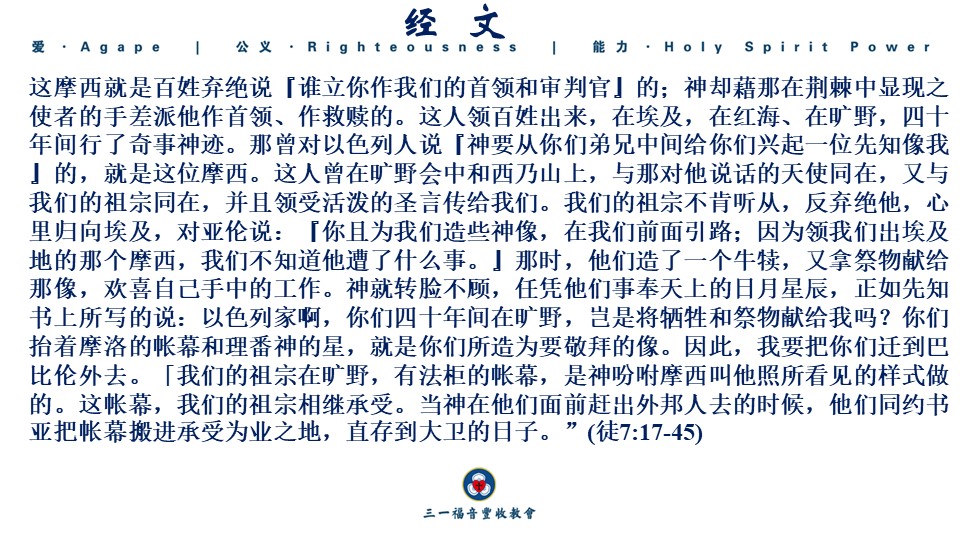 经 文
爱 · Agape | 公义 · Righteousness | 能力 · Holy Spirit Power
这摩西就是百姓弃绝说『谁立你作我们的首领和审判官』的；神却藉那在荆棘中显现之
使者的手差派他作首领、作救赎的。这人领百姓出来，在埃及，在红海、在旷野，四十
年间行了奇事神迹。那曾对以色列人说『神要从你们弟兄中间给你们兴起一位先知像我
』的，就是这位摩西。这人曾在旷野会中和西乃山上，与那对他说话的天使同在，又与
我们的祖宗同在，并且领受活泼的圣言传给我们。我们的祖宗不肯听从，反弃绝他，心
里归向埃及，对亚伦说：『你且为我们造些神像，在我们前面引路；因为领我们出埃及
地的那个摩西，我们不知道他遭了什么事。』那时，他们造了一个牛犊，又拿祭物献给
那像，欢喜自己手中的工作。神就转脸不顾，任凭他们事奉天上的日月星辰，正如先知
书上所写的说：以色列家啊，你们四十年间在旷野，岂是将牺牲和祭物献给我吗？你们
抬着摩洛的帐幕和理番神的星，就是你们所造为要敬拜的像。因此，我要把你们迁到巴
比伦外去。「我们的祖宗在旷野，有法柜的帐幕，是神吩咐摩西叫他照所看见的样式做
的。这帐幕，我们的祖宗相继承受。当神在他们面前赶出外邦人去的时候，他们同约书
亚把帐幕搬进承受为业之地，直存到大卫的日子。”(徒7:17-45)
三一福音豐收教會